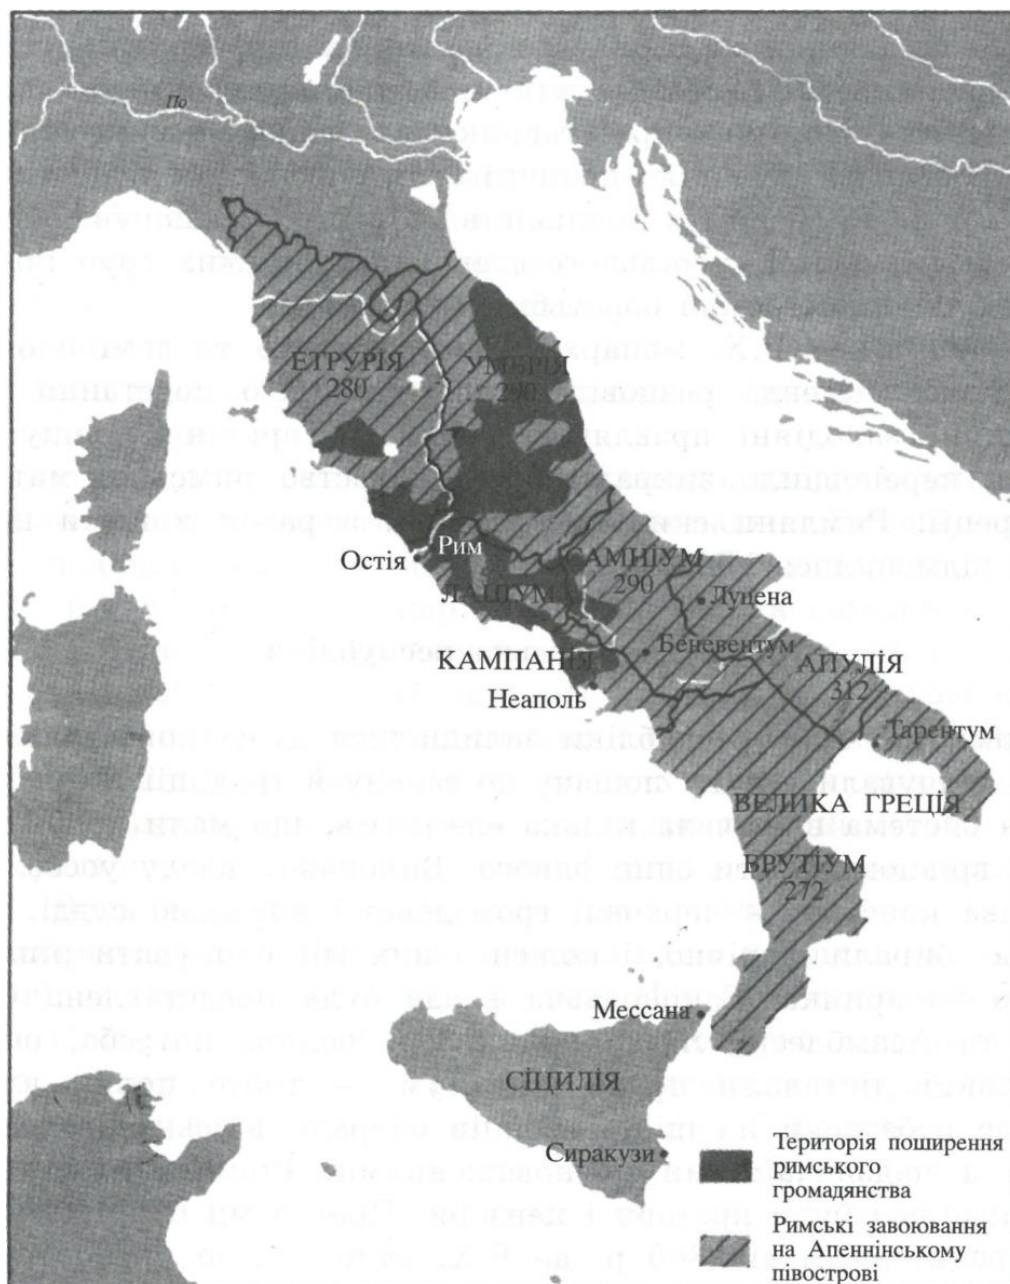 По
ЕТРУРІЯ
280
УМБРІЯ
290
Остія
Рим
САМНІУМ
290
ЛАЦІУМ
Луцена
Беневентум
КАМПАНІЯ
АПУЛІЯ
312
Неаполь
Тарентум
ВЕЛИКА ГРЕЦІЯ
БРУТІУМ
272
Мессана
СІЦИЛІЯ
Сиракузи
Територія поширення
римського
громадянства
Римські завоювання
на Апеннінському
півострові